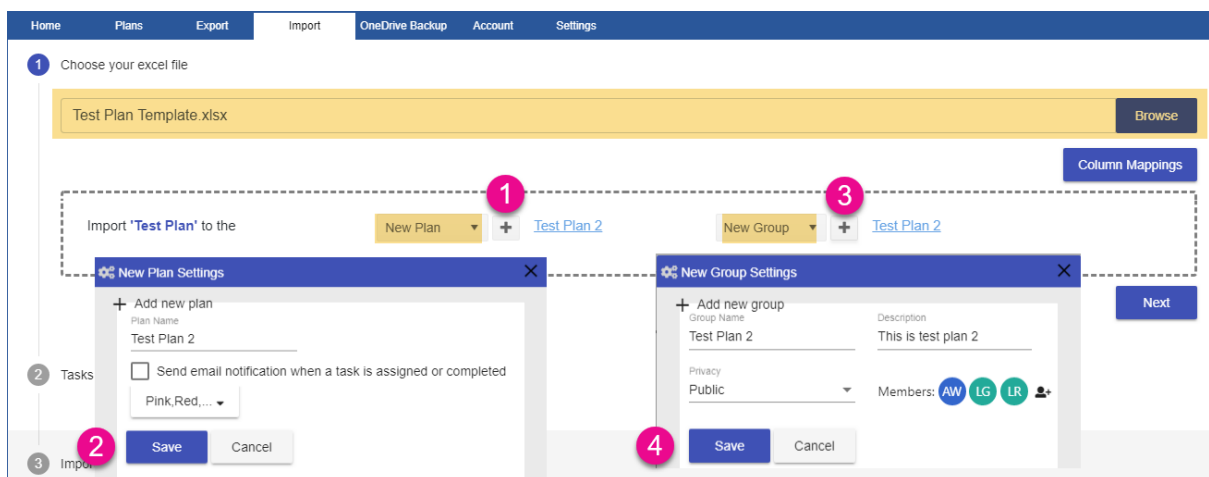 Home Plans Export Import OneDrive Backup Account Settings
1 Choose your excel file
Test Plan Template.xlsx Browse
Column Mappings
1 3
Import 'Test Plan' to the New Plan + Test Plan 2 New Group + Test Plan 2
New Plan Settings
+ Add new plan
Plan Name
Test Plan 2
Send email notification when a task is assigned or completed
Pink,Red,...
2 Save Cancel
New Group Settings
+ Add new group
Group Name Description
Test Plan 2 This is test plan 2
Privacy
Public Members: AW LG LR
4 Save Cancel
Next
2 Tasks
3 Impor